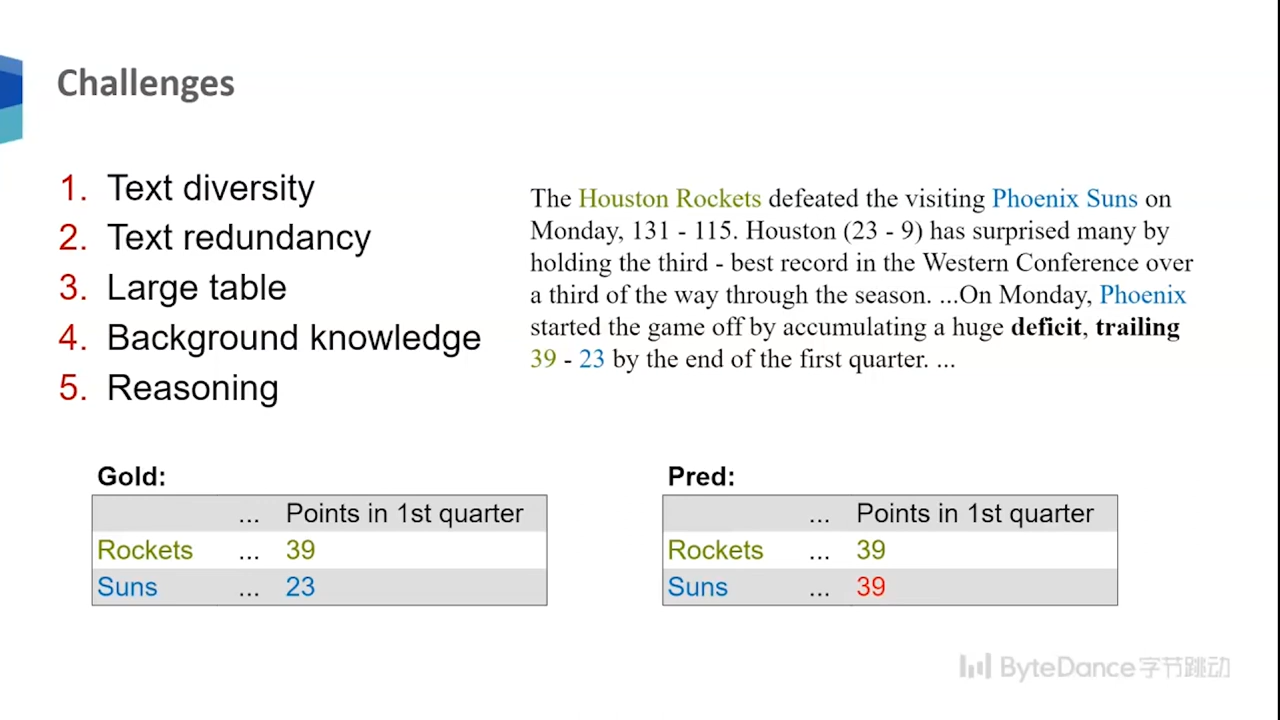 Challenges
1. Text diversity
2. Text redundancy
3. Large table
4. Background knowledge
5. Reasoning
The Houston Rockets defeated the visiting Phoenix Suns on
Monday, 131 - 115. Houston (23 - 9) has surprised many by
holding the third - best record in the Western Conference over
a third of the way through the season. ...On Monday, Phoenix
started the game off by accumulating a huge deficit, trailing
39 - 23 by the end of the first quarter. ...
Gold:
... Points in 1st quarter
Rockets ... 39
Suns ... 23
Pred:
... Points in 1st quarter
Rockets ... 39
Suns ... 39
ByteDance字节跳动